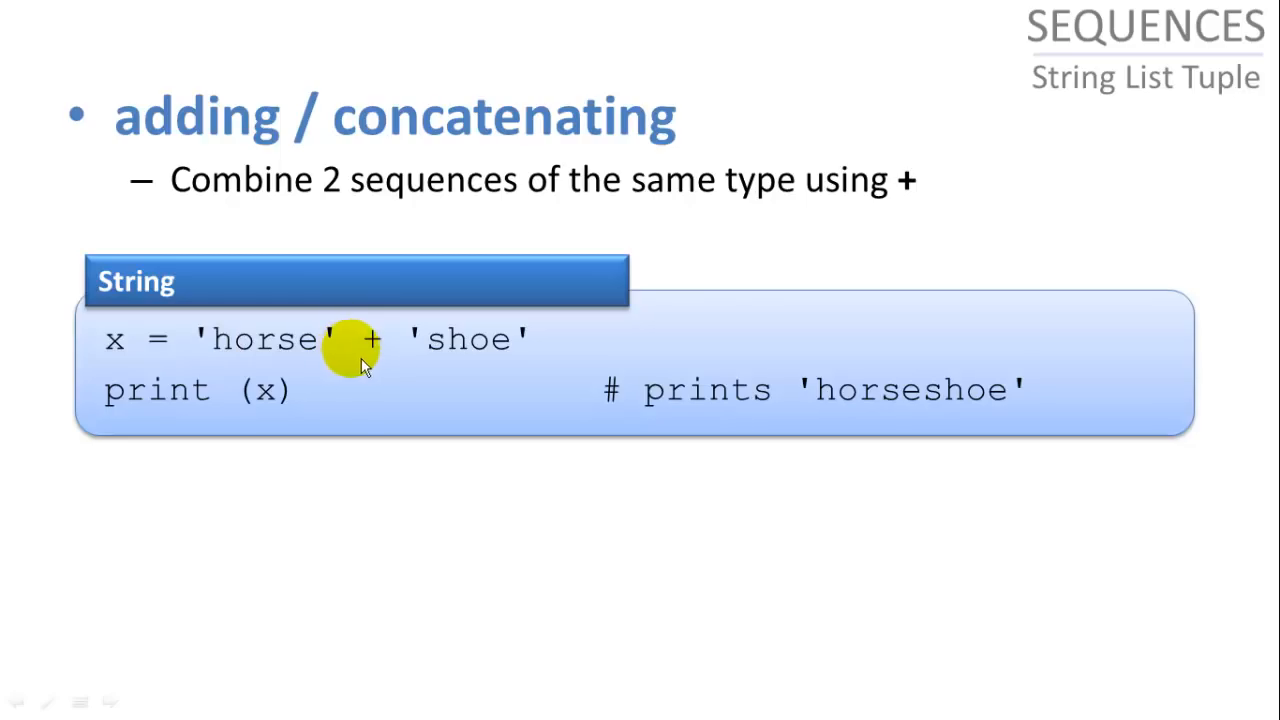 SEQUENCES
String List Tuple
• adding / concatenating
– Combine 2 sequences of the same type using +
String
x = 'horse' + 'shoe'
print (x) # prints 'horseshoe'